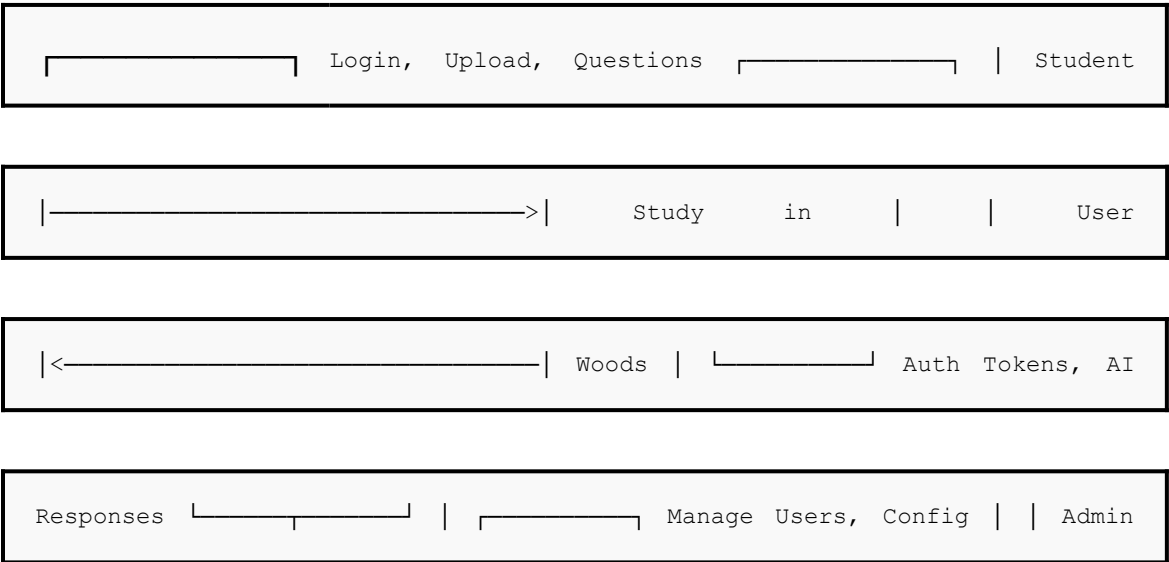 ┌─────────────┐ Login, Upload, Questions ┌───────────┐ │ Student
│─────────────────────────>│ Study in │ │ User
│<─────────────────────────│ Woods │ └────────┘ Auth Tokens, AI
Responses └─────┬──────┘ │ ┌────────┐ Manage Users, Config │ │ Admin